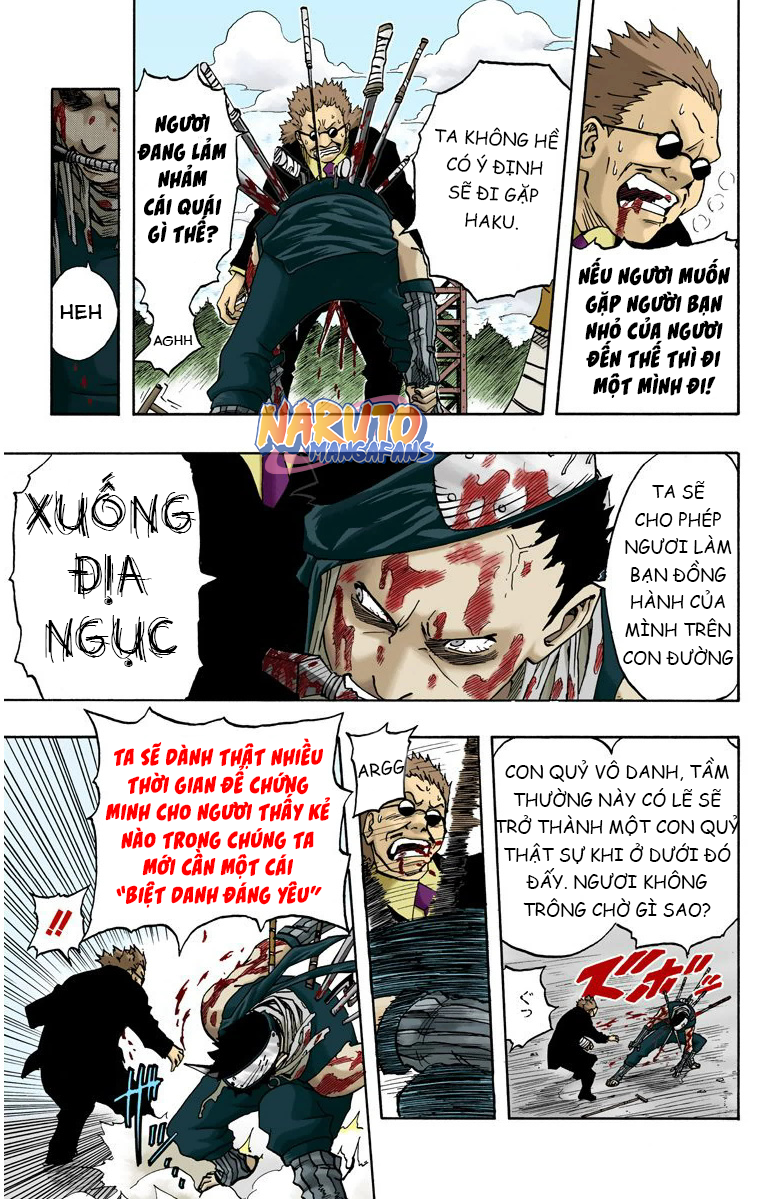 NẾU NGƯƠI MUỐN
GẶP NGƯỜI BẠN
NHỎ CỦA NGƯƠI
ĐẾN THẾ THÌ ĐI
MỘT MÌNH ĐI!
TA KHÔNG HỀ
CÓ Ý ĐỊNH
SẼ ĐI GẶP
HAKU.
NGƯƠI
ĐANG LẢM
NHẢM
CÁI QUÁI
GÌ THẾ?
AGHH
HEH
NARUTO
MANGAFANS
TA SẼ
CHO PHÉP
NGƯƠI LÀM
BẠN ĐỒNG
HÀNH CỦA
MÌNH TRÊN
CON ĐƯỜNG
XUỐNG
ĐỊA
NGỤC
CON QUỶ VÔ DANH, TẦM
THƯỜNG NÀY CÓ LẼ SẼ
TRỞ THÀNH MỘT CON QUỶ
THẬT SỰ KHI Ở DƯỚI ĐÓ
ĐẤY. NGƯƠI KHÔNG
TRÔNG CHỜ GÌ SAO?
ズボッ
ぐっ
ARGG
TA SẼ DÀNH THẬT NHIỀU
THỜI GIAN ĐỂ CHỨNG
MINH CHO NGƯƠI THẤY KẺ
NÀO TRONG CHÚNG TA
MỚI CẦN MỘT CÁI
“BIỆT DANH ĐÁNG YÊU”
!!